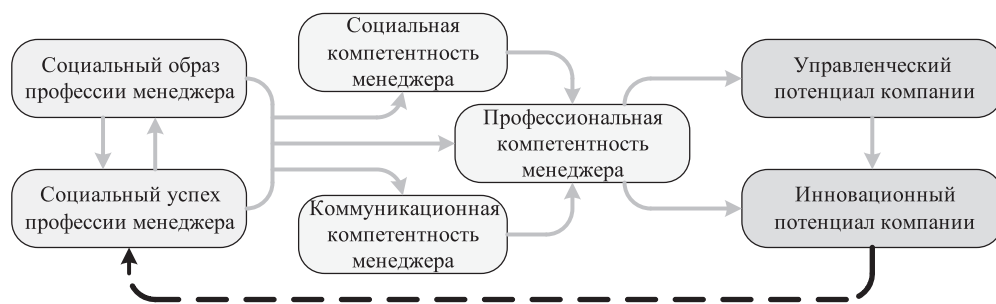 Социальный образ
профессии менеджера
Социальный успех
профессии менеджера
Социальная
компетентность
менеджера
Профессиональная
компетентность
менеджера
Коммуникационная
компетентность
менеджера
Управленческий
потенциал компании
Инновационный
потенциал компании